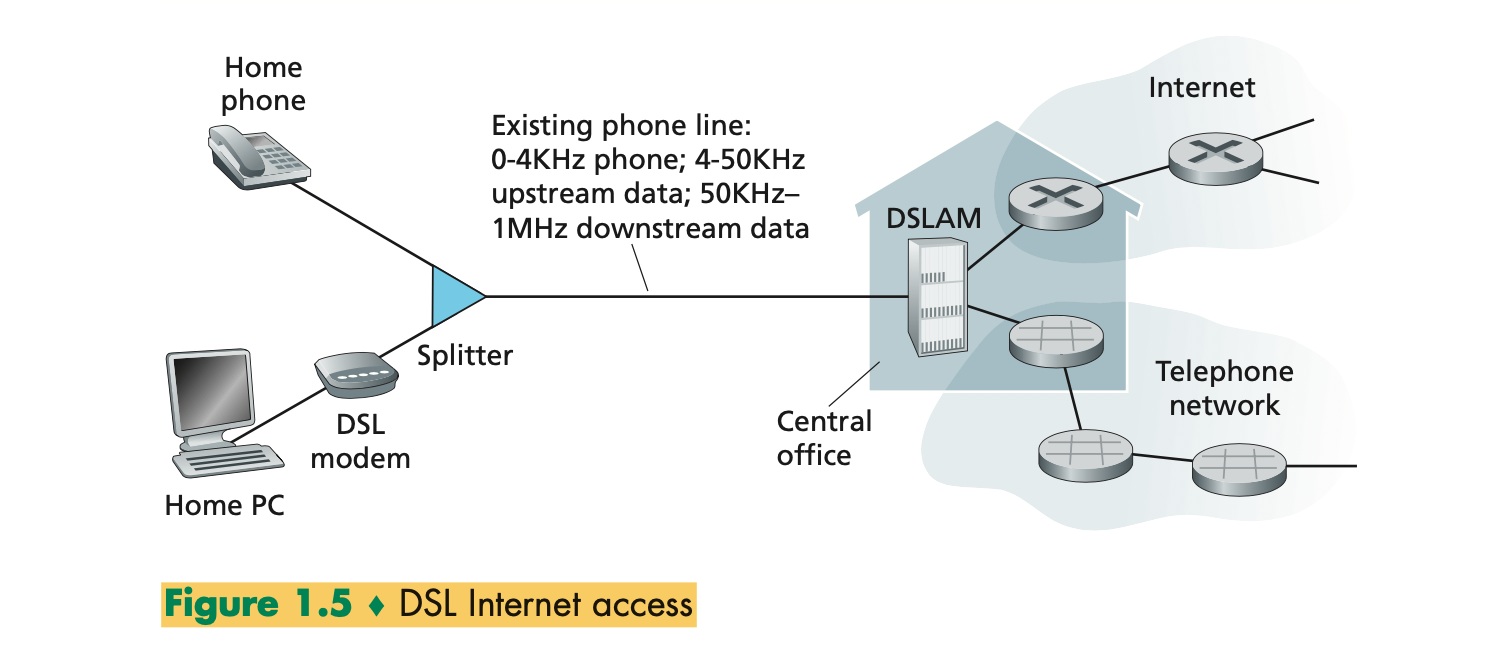 Home
phone
Existing phone line:
0-4KHz phone; 4-50KHz
upstream data; 50KHz–
1MHz downstream data
Internet
DSLAM
Splitter
DSL
modem
Home PC
Central
office
Telephone
network
Figure 1.5 ♦ DSL Internet access